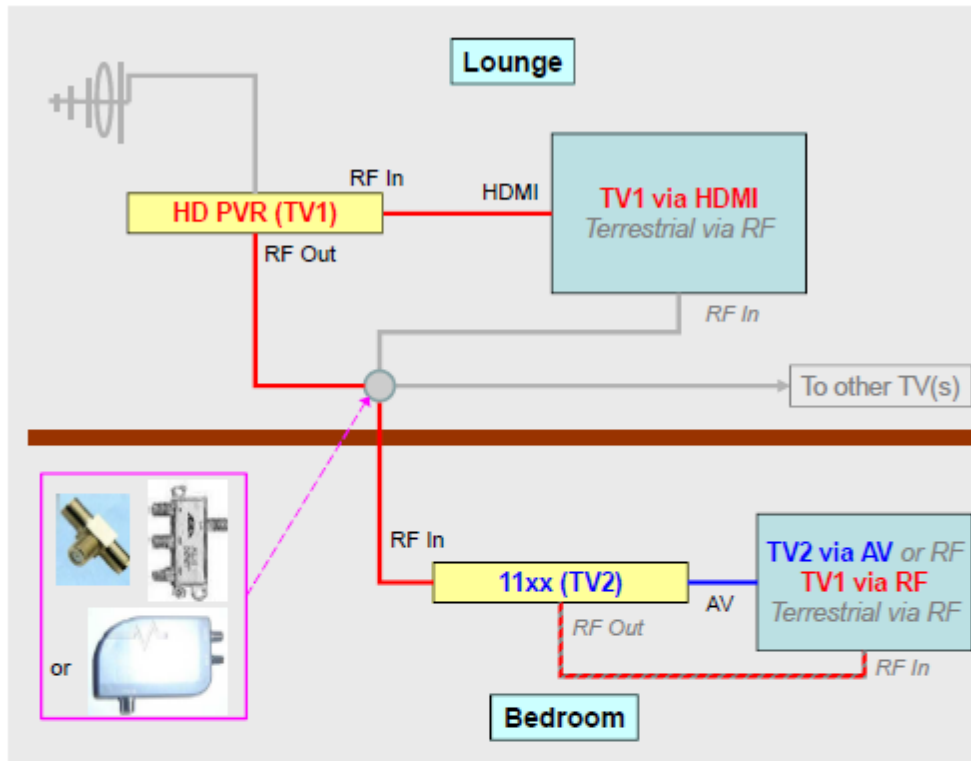 Lounge
RF In
HDMI
HD PVR (TV1)
TV1 via HDMI
Terrestrial via RF
RF Out
RF In
To other TV(s)
RF In
11xx (TV2)
AV
TV2 via AV or RF
TV1 via RF
Terrestrial via RF
RF Out
RF In
or
Bedroom